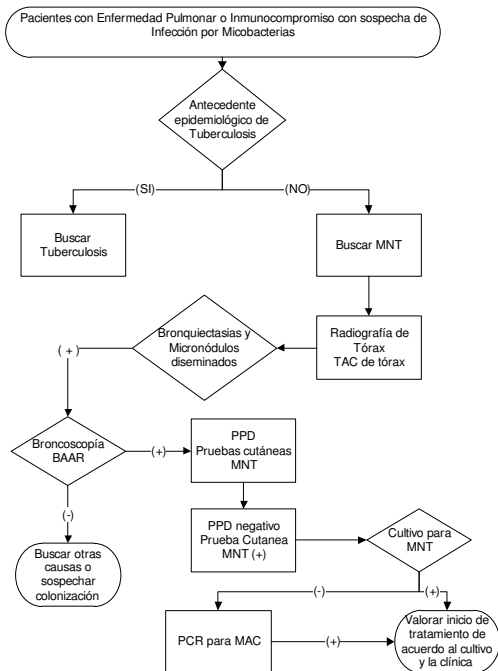 Pacientes con Enfermedad Pulmonar o Inmunocompromiso con sospecha de
Infección por Micobacterias
Antecedente
epidemiológico de
Tuberculosis
(SI)
(NO)
Buscar
Tuberculosis
Buscar MNT
Radiografía de
Tórax
TAC de tórax
Bronquiectasias y
Micronódulos
diseminados
( + )
Broncoscopía
BAAR
(+)
PPD
Pruebas cutáneas
MNT
(-)
Buscar otras
causas o
sospechar
colonización
PPD negativo
Prueba Cutanea
MNT (+)
Cultivo para
MNT
(-)
(+)
PCR para MAC
(+)
Valorar inicio de
tratamiento de
acuerdo al cultivo
y la clínica